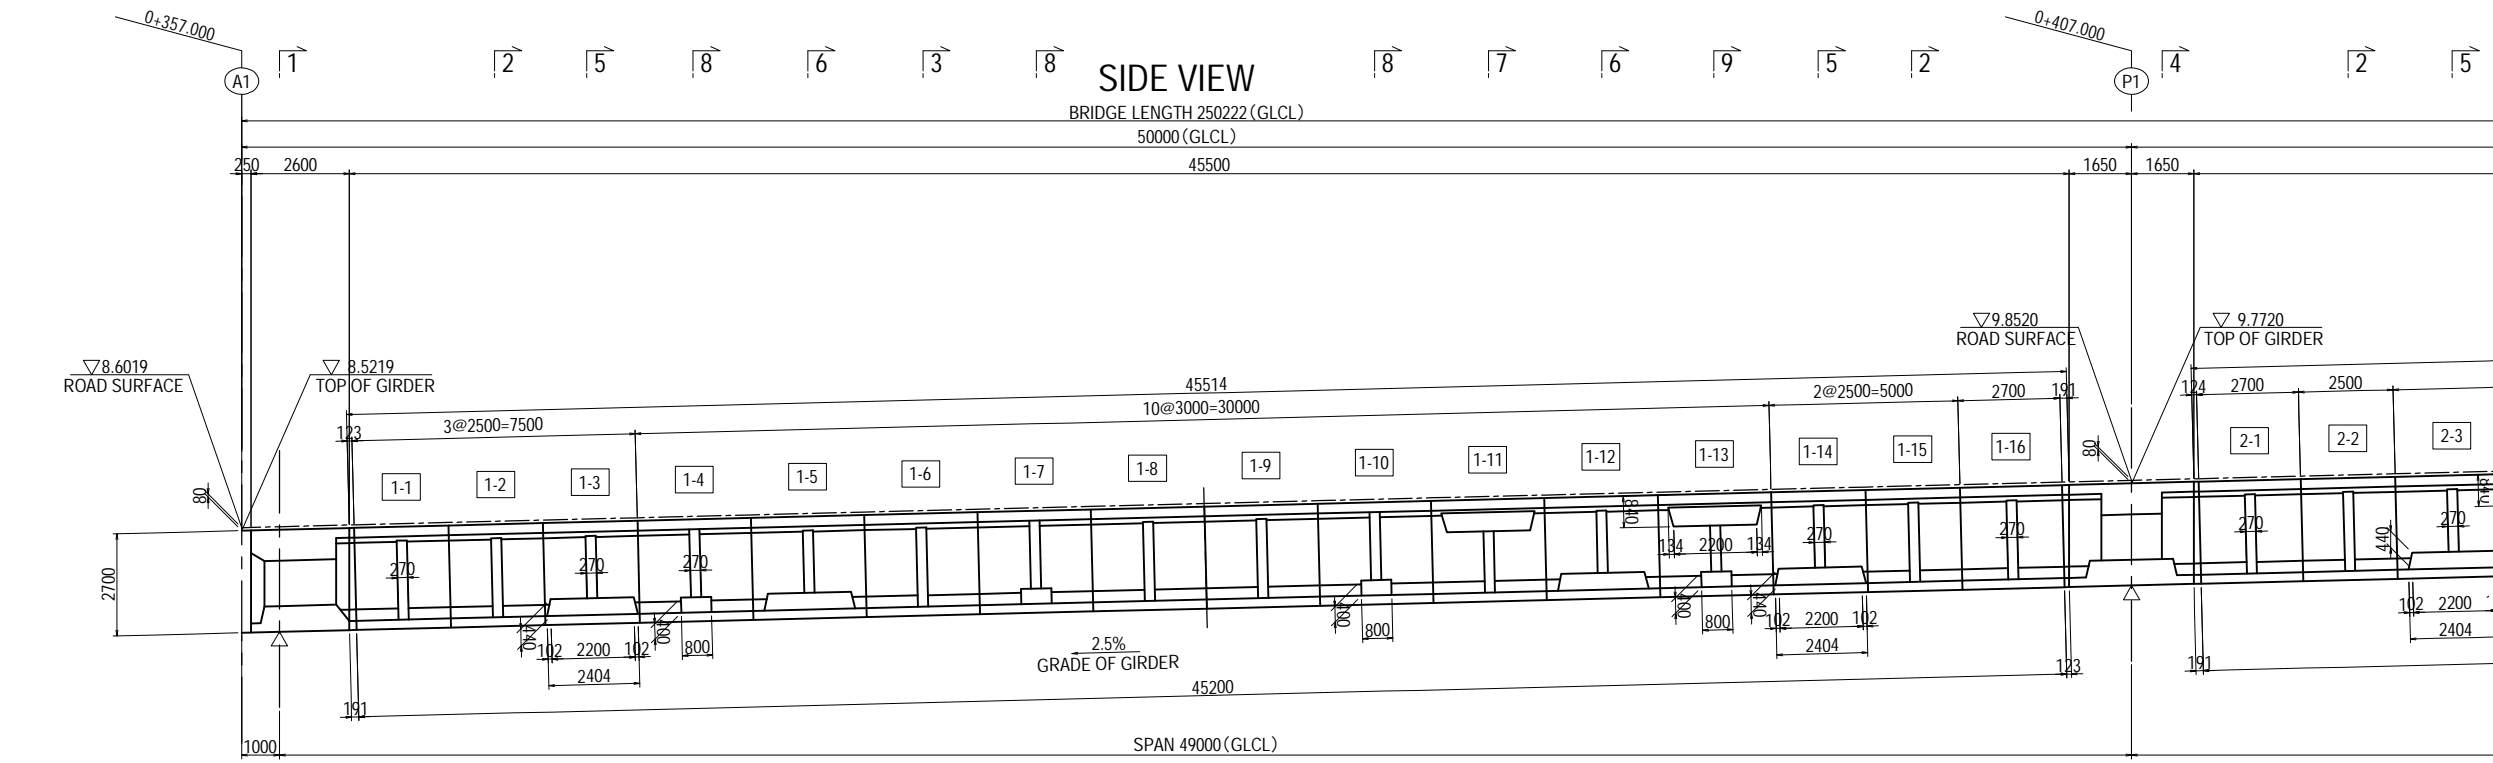 0+357.000
0+407.000
1 2 5 8 6 3 8 8 7 6 9 5 2 4 2 5
A1
SIDE VIEW
P1
BRIDGE LENGTH 250222(GLCL)
50000(GLCL)
250 2600 45500 1650 1650
9.8520
ROAD SURFACE
9.7720
TOP OF GIRDER
8.6019
ROAD SURFACE
8.5219
TOP OF GIRDER
45514
123 3@2500=7500 10@3000=30000 2@2500=5000 2700 191
124 2700 2500
1-1 1-2 1-3 1-4 1-5 1-6 1-7 1-8 1-9 1-10 1-11 1-12 1-13 1-14 1-15 1-16 2-1 2-2 2-3
80
80
2700
270 270 270 840 134 2200 134 270 270 270 440 270
440 400 400 400 440
102 2200 102 800
2404
800
800
102 2200 102
2404
102 2200
2404
2.5%
GRADE OF GIRDER
191 45200 123
191
1000 SPAN 49000(GLCL)